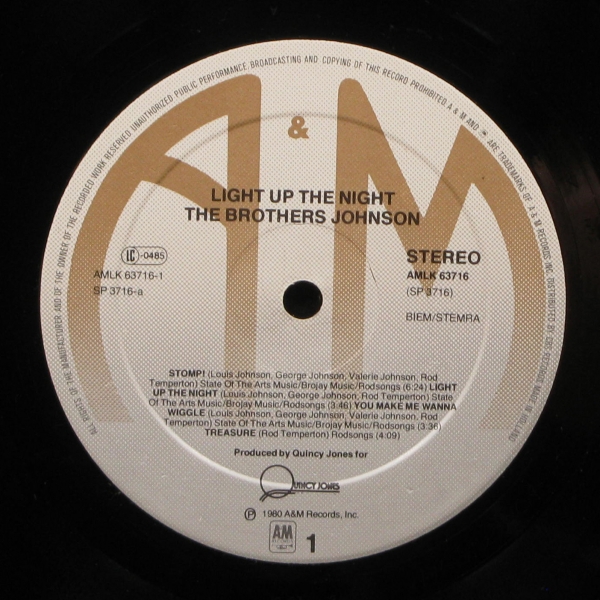 ALL RIGHTS OF THE MANUFACTURER AND OF THE OWNER OF THE RECORDED WORK RESERVED. UNAUTHORIZED PUBLIC PERFORMANCE, BROADCASTING AND COPYING OF THIS RECORD PROHIBITED A & M AND ARE TRADEMARKS OF A & M RECORDS INC. DISTRIBUTED BY CBS RECORDS MADE IN HOLLAND
A & M
LIGHT UP THE NIGHT
THE BROTHERS JOHNSON
LC -0485
AMLK 63716-1
SP 3716-a
STEREO
AMLK 63716
(SP 3716)
BIEM/STEMRA
STOMP! (Louis Johnson, George Johnson, Valerie Johnson, Rod
Temperton) State Of The Arts Music/Brojay Music/Rodsongs (6:24) LIGHT
UP THE NIGHT (Louis Johnson, George Johnson, Rod Temperton) State
Of The Arts Music/Brojay Music/Rodsongs (3:46) YOU MAKE ME WANNA
WIGGLE (Louis Johnson, George Johnson, Valerie Johnson, Rod Temperton)
State Of The Arts Music/Brojay Music/Rodsongs (3:36)
TREASURE (Rod Temperton) Rodsongs (4:09)
Produced by Quincy Jones for
QUINCY JONES
Ⓟ 1980 A&M Records, Inc.
AM
RECORDS
1